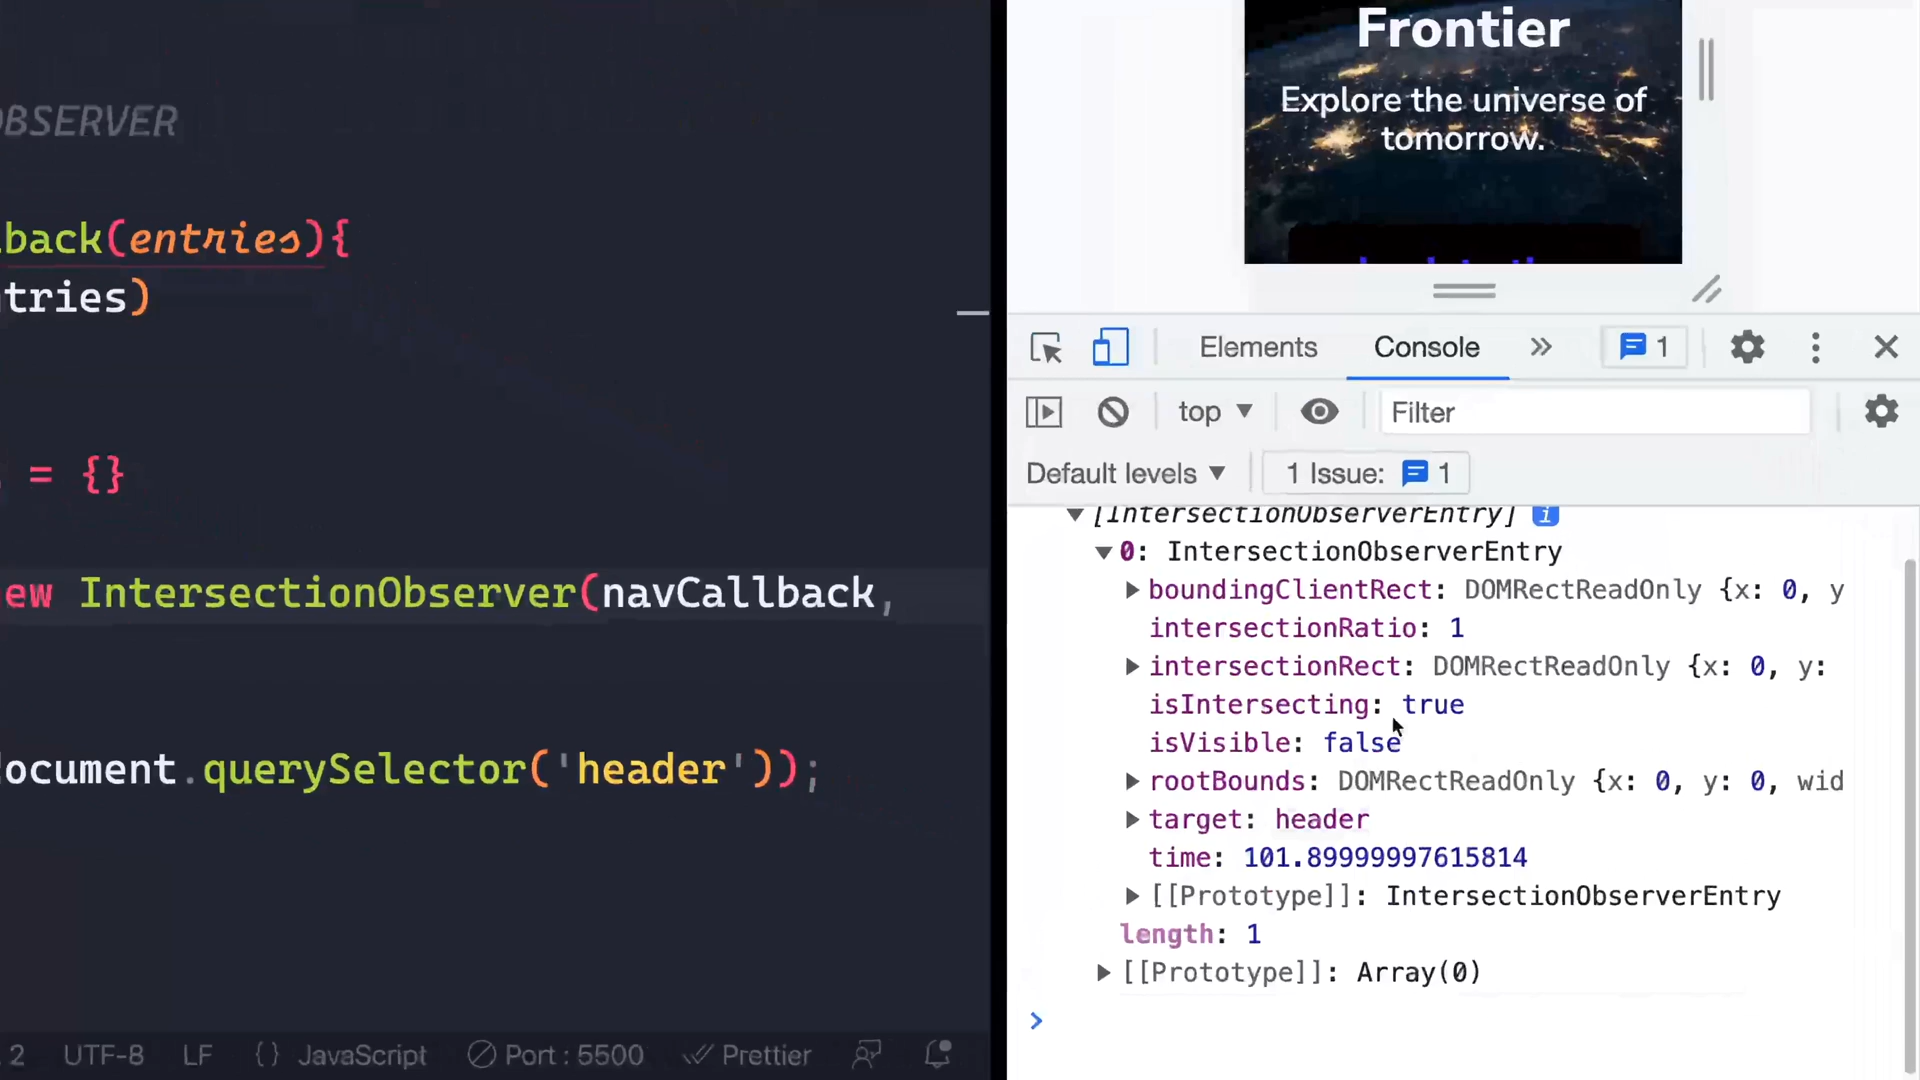 OBSERVER
back(entries){
tries)
= {}
ew IntersectionObserver(navCallback,
ocument.querySelector('header'));
2 UTF-8 LF {} JavaScript Port : 5500 Prettier
Frontier
Explore the universe of
tomorrow.
Elements Console » 1
top Filter
Default levels 1 Issue: 1
[IntersectionObserverEntry] i
0: IntersectionObserverEntry
boundingClientRect: DOMRectReadOnly {x: 0, y
intersectionRatio: 1
intersectionRect: DOMRectReadOnly {x: 0, y:
isIntersecting: true
isVisible: false
rootBounds: DOMRectReadOnly {x: 0, y: 0, wid
target: header
time: 101.89999997615814
[[Prototype]]: IntersectionObserverEntry
length: 1
[[Prototype]]: Array(0)
>